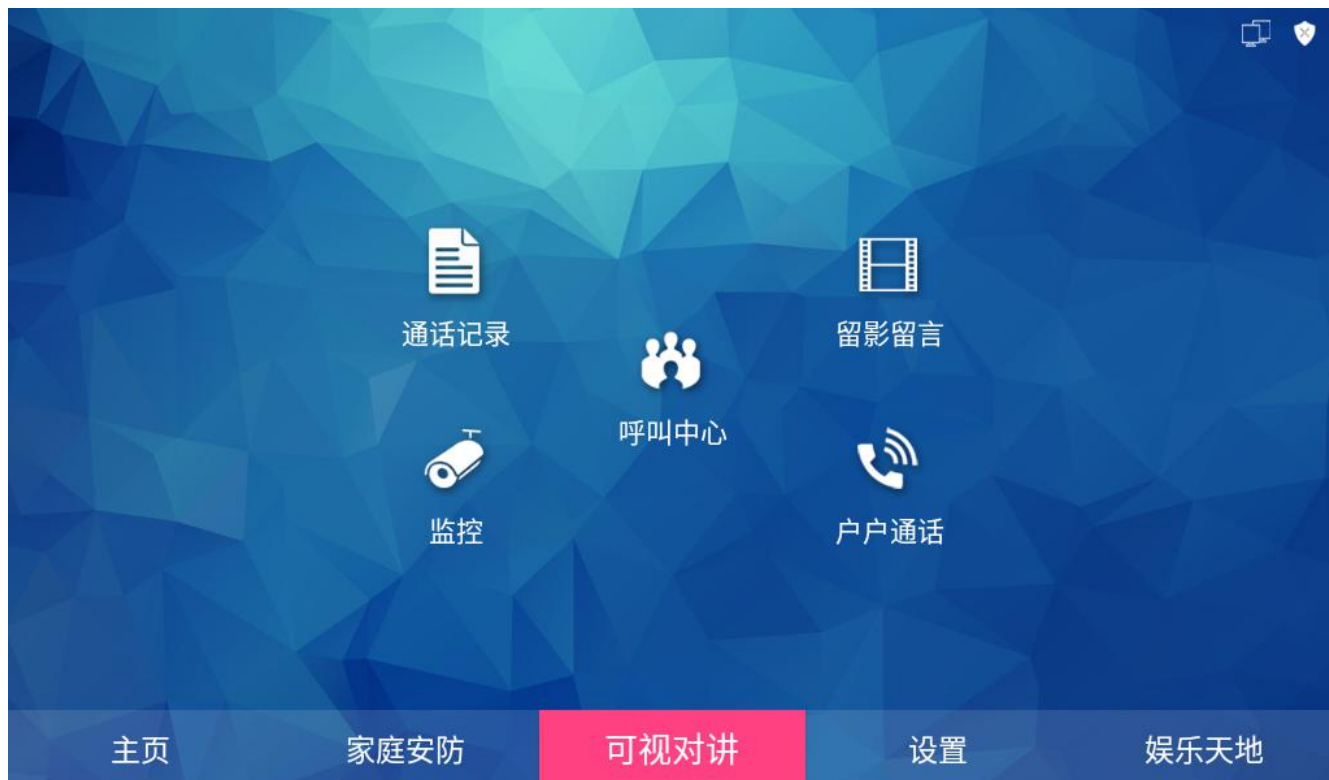 通话记录
留影留言
呼叫中心
监控
户户通话
主页
家庭安防
可视对讲
设置
娱乐天地